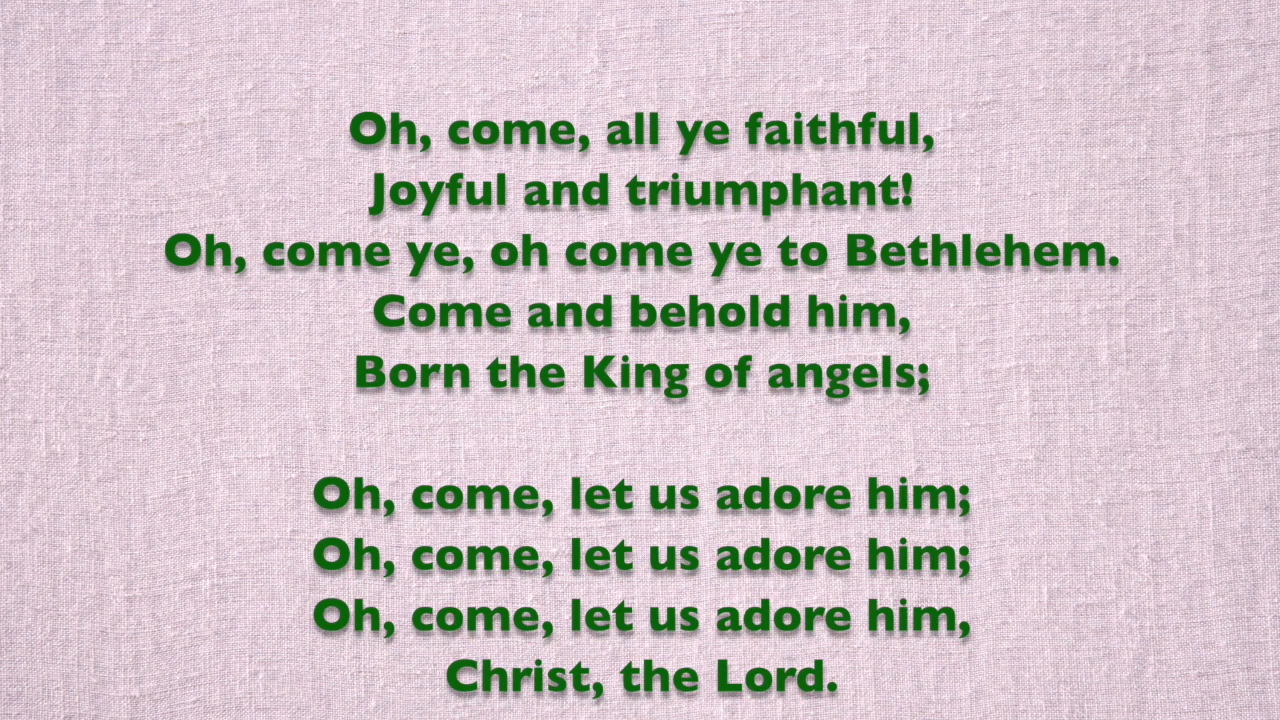 Oh, come, all ye faithful,
Joyful and triumphant!
Oh, come ye, oh come ye to Bethlehem.
Come and behold him,
Born the King of angels;
Oh, come, let us adore him;
Oh, come, let us adore him;
Oh, come, let us adore him,
Christ, the Lord.